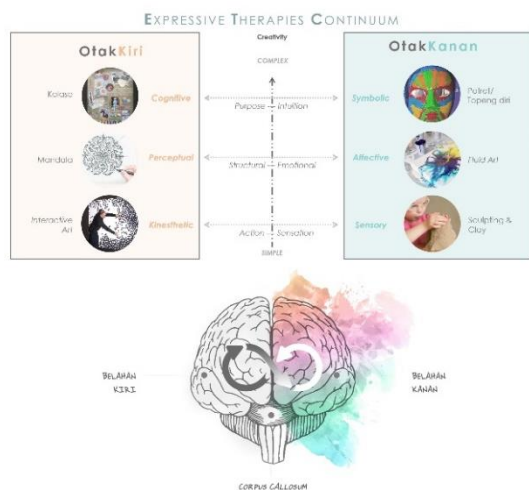 EXPRESSIVE THERAPIES CONTINUUM
OtakKiri
Creativity
OtakKanan
COMPLEX
Kolase
Cognitive
Purpose — Intuition
Symbolic
Potret/
Topeng diri
Mandala
Perceptual
Structural — Emotional
Affective
Fluid Art
Interactive
Art
Kinesthetic
Action — Sensation
Sensory
Sculpting &
Clay
SIMPLE
BELAHAN
KIRI
BELAHAN
KANAN
CORPUS CALLOSUM